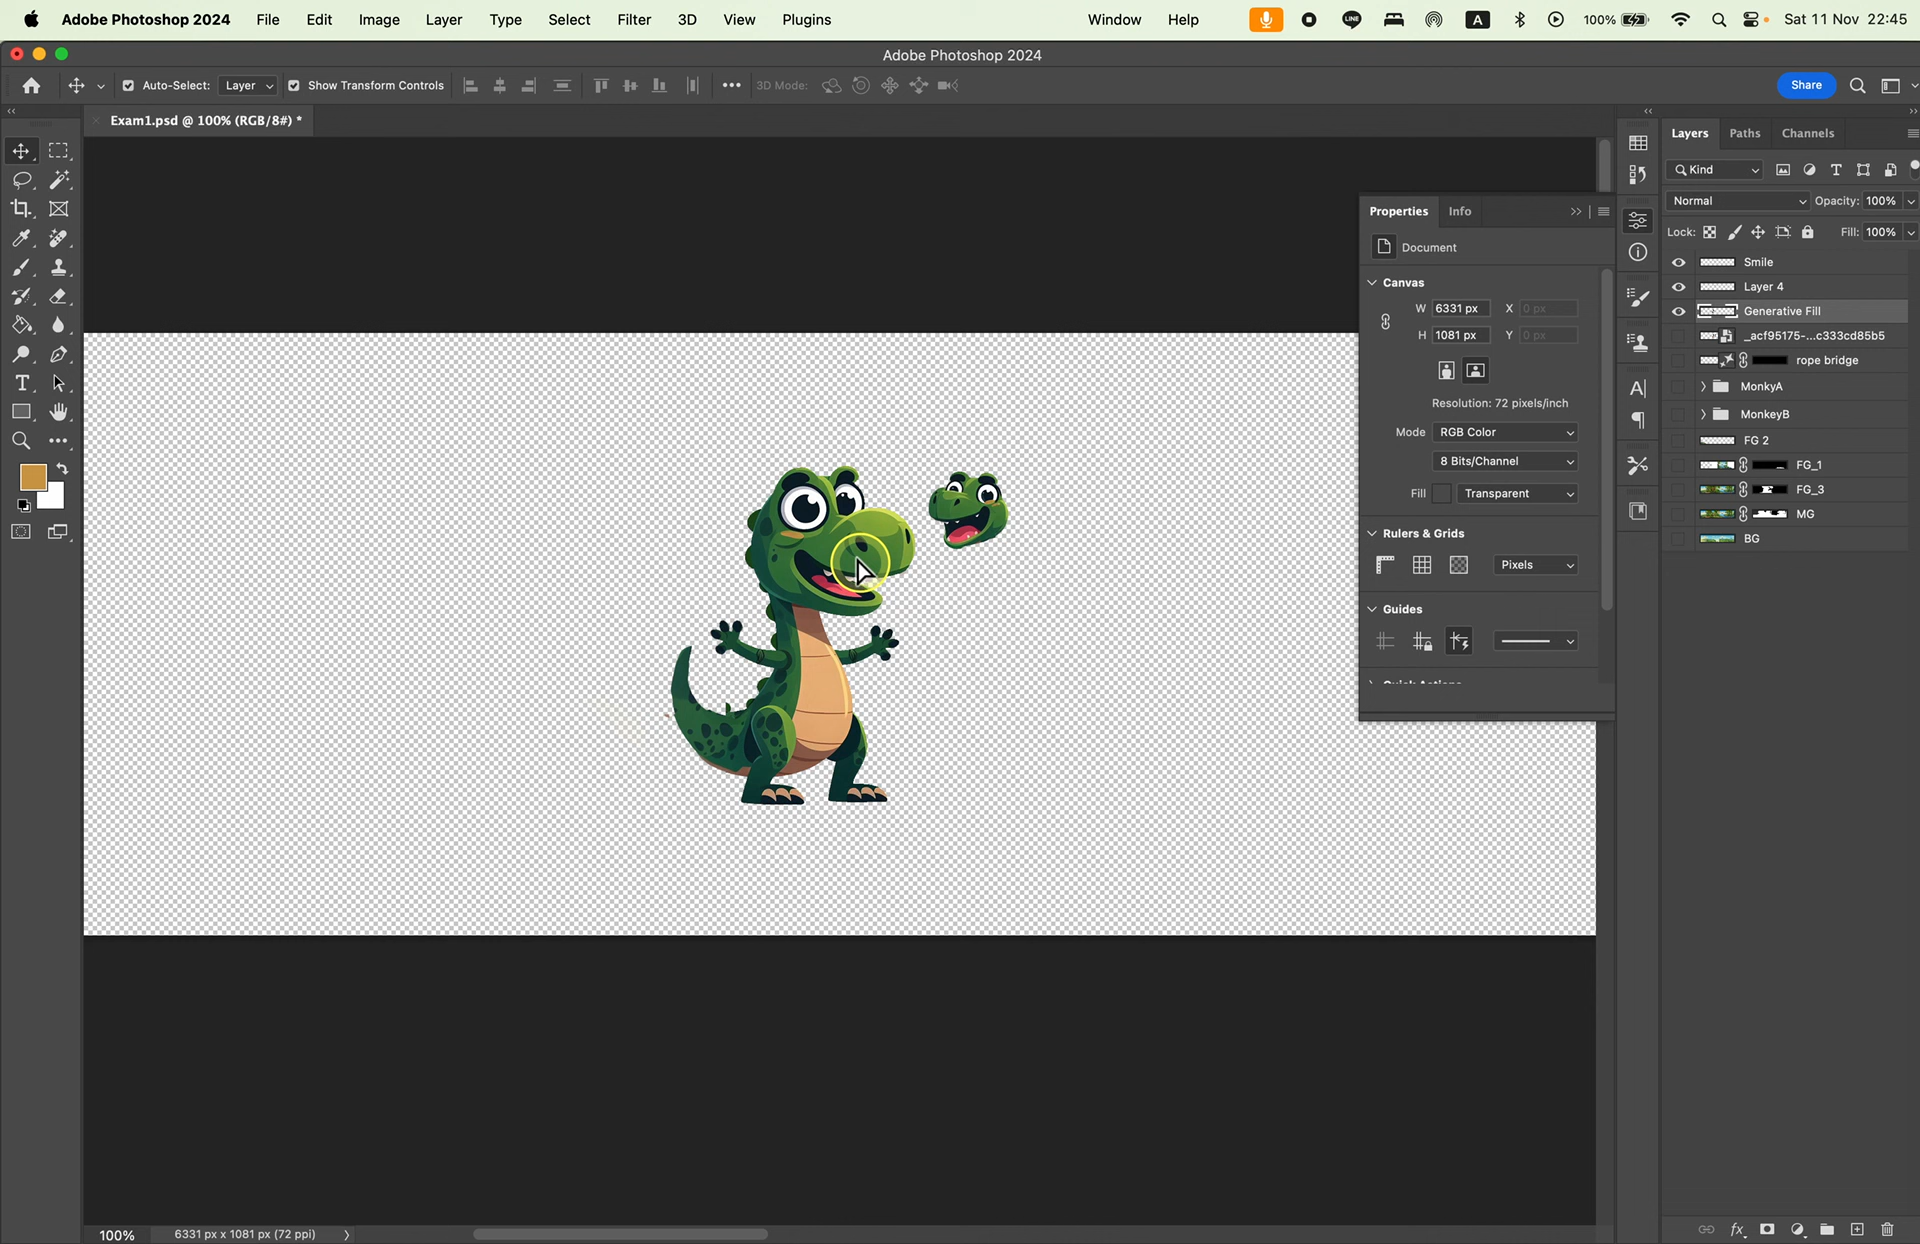 Adobe Photoshop 2024 File Edit Image Layer Type Select Filter 3D View Plugins Window Help LINE A 100% Sat 11 Nov 22:45
Adobe Photoshop 2024
Auto-Select: Layer Show Transform Controls 3D Mode: Share
Exam1.psd @ 100% (RGB/8#) *
Layers Paths Channels
Kind
Normal Opacity: 100%
Lock: Fill: 100%
Smile
Layer 4
Generative Fill
_acf95175-...c333cd85b5
rope bridge
MonkyA
MonkeyB
FG 2
FG_1
FG_3
MG
BG
Properties Info
Document
Canvas
W 6331 px X 0 px
H 1081 px Y 0 px
Resolution: 72 pixels/inch
Mode RGB Color
8 Bits/Channel
Fill Transparent
Rulers & Grids
Pixels
Guides
100% 6331 px x 1081 px (72 ppi)